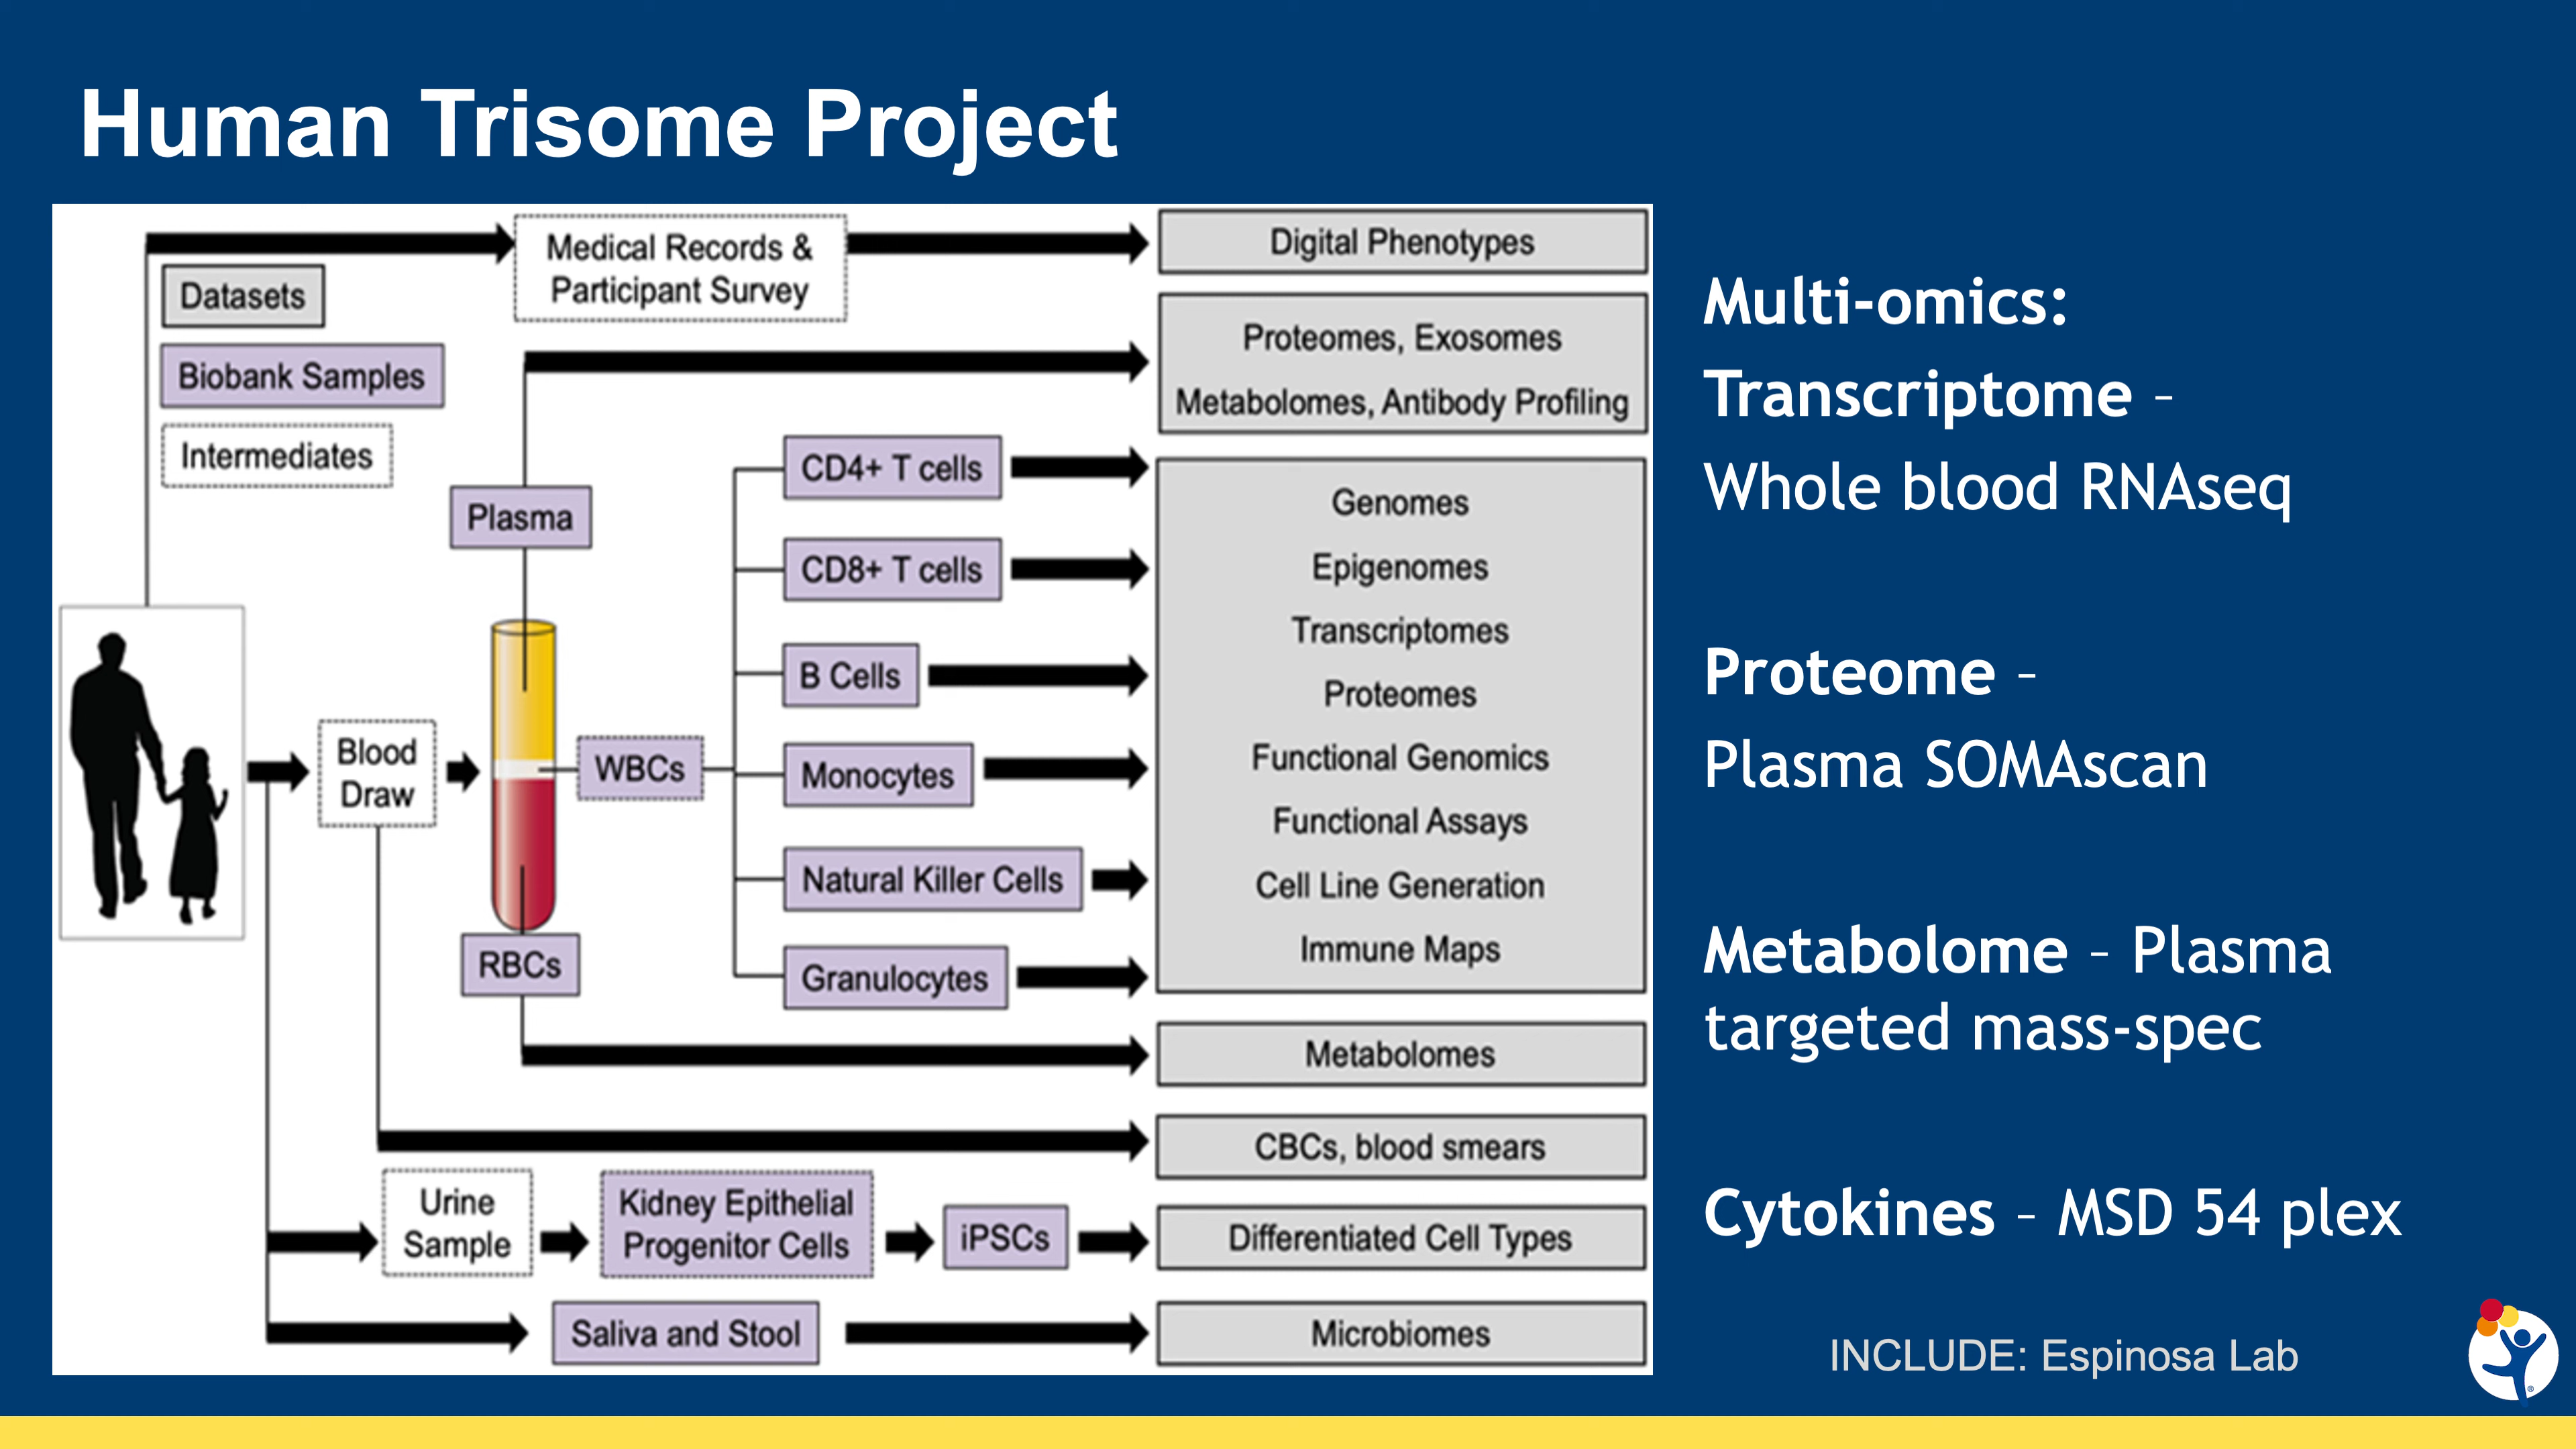 Human Trisome Project
Medical Records &
Participant Survey
Digital Phenotypes
Datasets
Biobank Samples
Intermediates
Proteomes, Exosomes
Metabolomes, Antibody Profiling
Plasma
CD4+ T cells
CD8+ T cells
B Cells
Monocytes
Natural Killer Cells
Granulocytes
WBCs
Blood
Draw
RBCs
Genomes
Epigenomes
Transcriptomes
Proteomes
Functional Genomics
Functional Assays
Cell Line Generation
Immune Maps
Metabolomes
CBCs, blood smears
Urine
Sample
Kidney Epithelial
Progenitor Cells
iPSCs
Differentiated Cell Types
Saliva and Stool
Microbiomes
Multi-omics:
Transcriptome –
Whole blood RNAseq
Proteome –
Plasma SOMAscan
Metabolome – Plasma
targeted mass-spec
Cytokines – MSD 54 plex
INCLUDE: Espinosa Lab
®